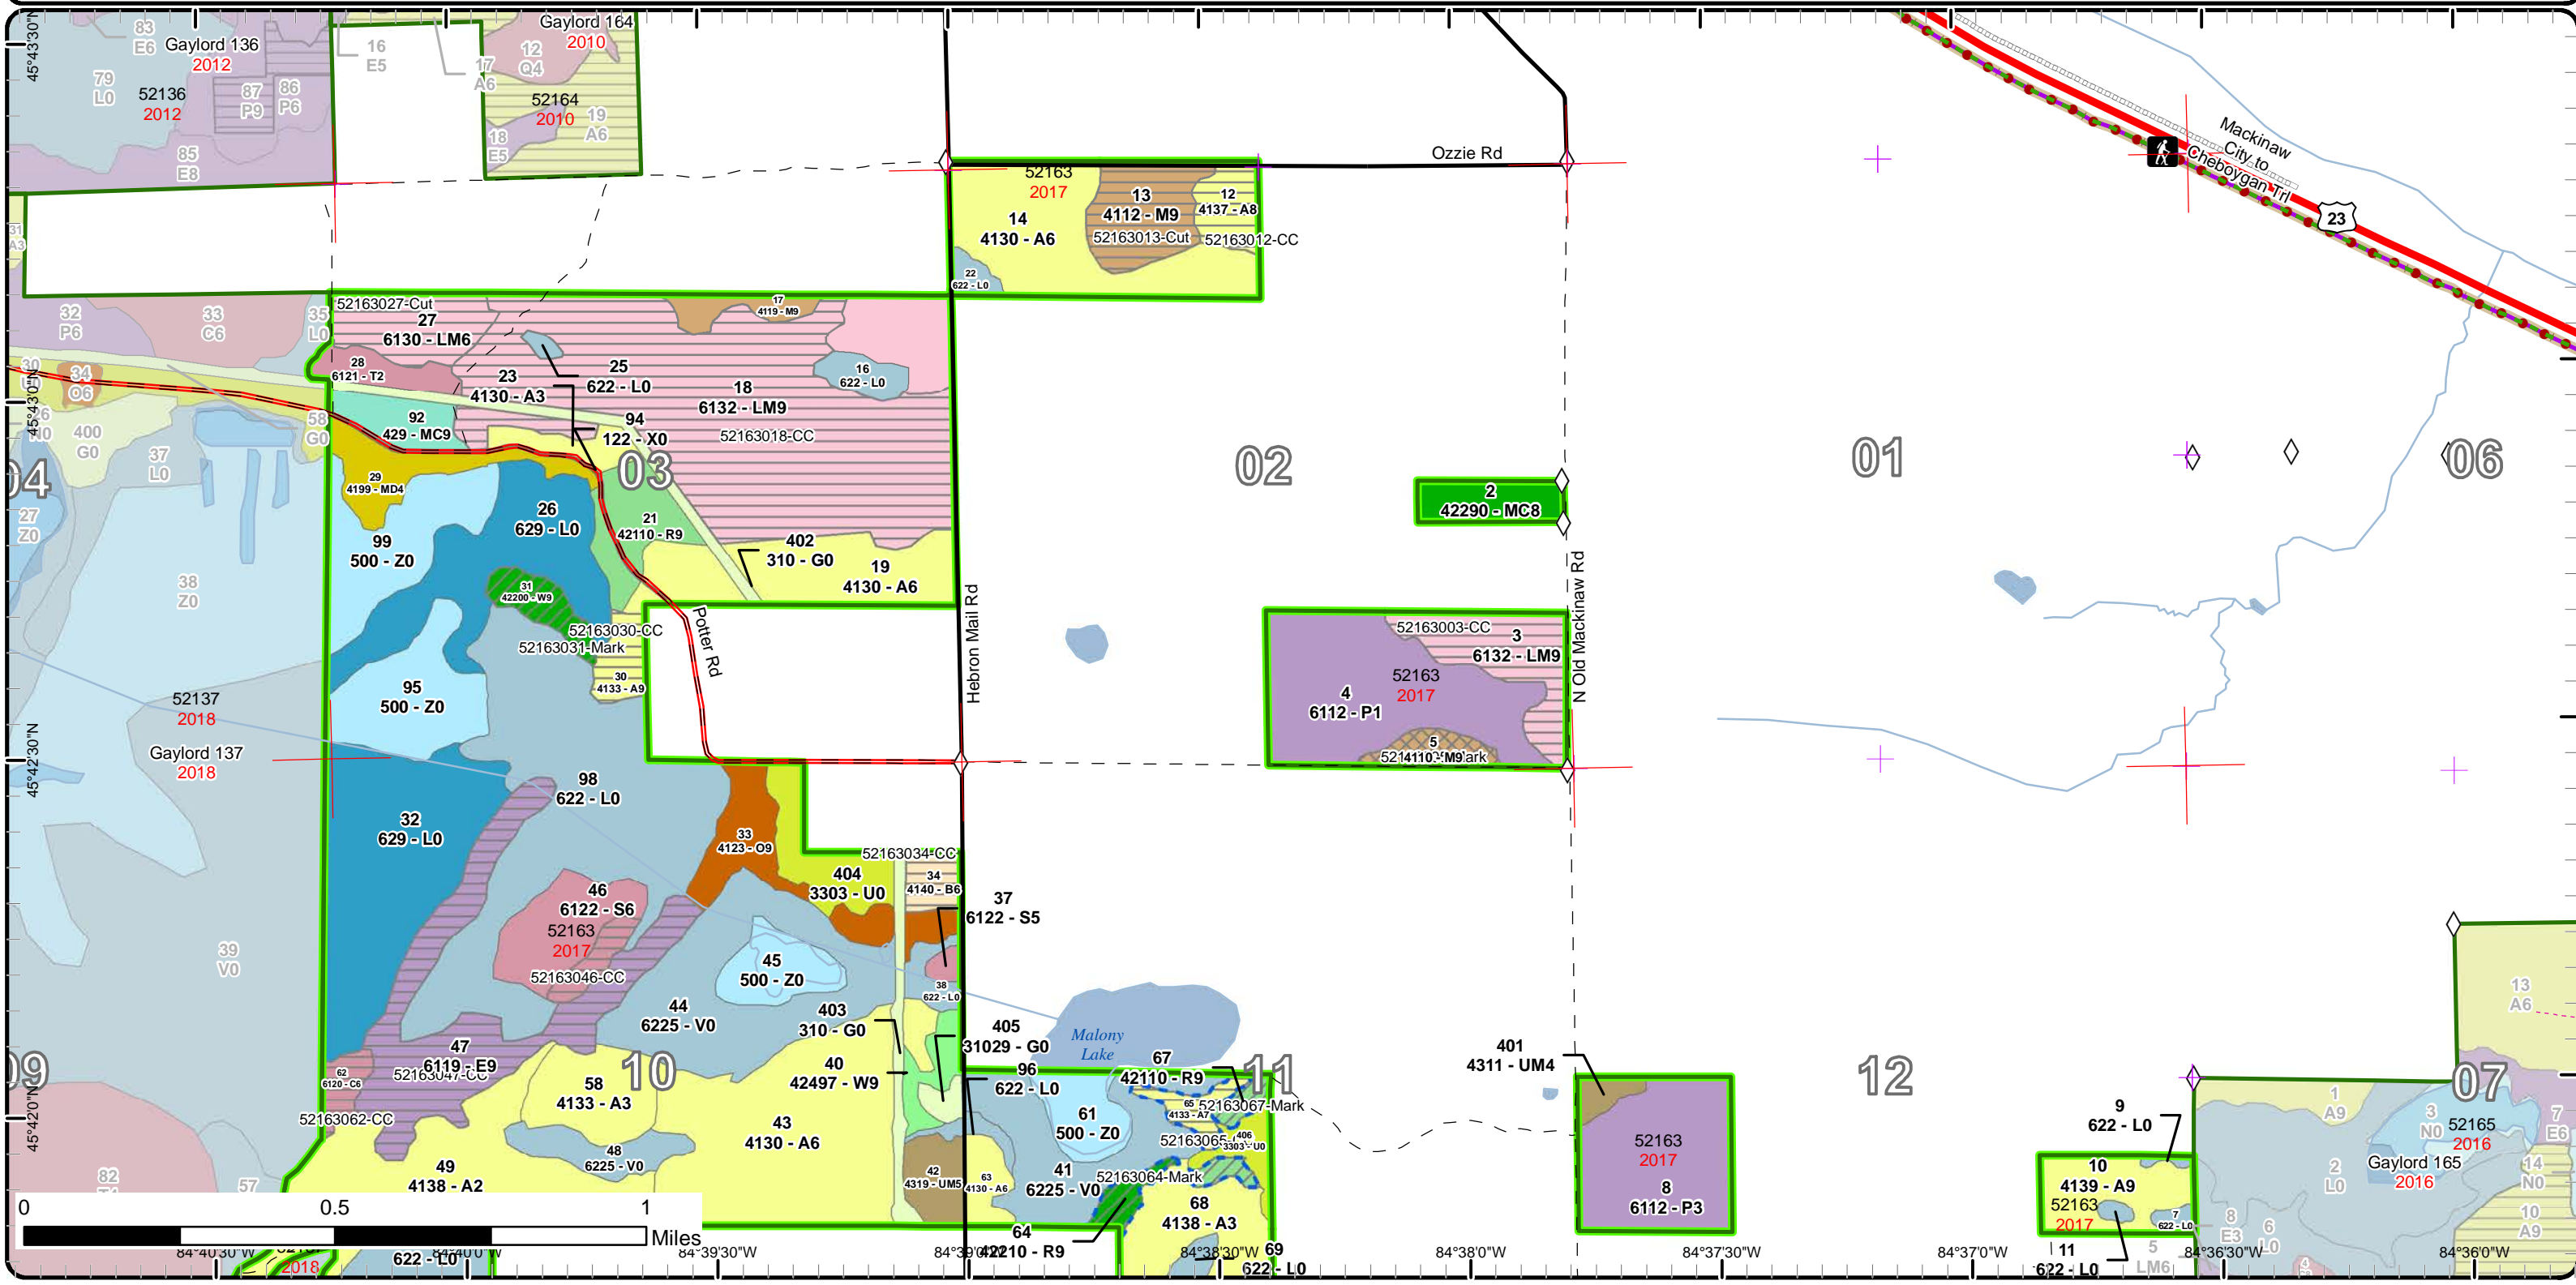 45°43'30"N
83
E6
Gaylord 136
2012
79
L0
52136
2012
87
P9
86
P6
85
E8
16
E5
17
A6
12
Q4
Gaylord 164
2010
52164
2010
19
A6
18
E5
Ozzie Rd
Mackinaw
City to
Cheboygan Trl
23
52163
2017
14
4130 - A6
13
4112 - M9
52163013-Cut
12
4137 - A8
52163012-CC
22
622 - L0
31
A3
32
P6
33
C6
35
L0
52163027-Cut
27
6130 - LM6
17
4119 - M9
28
6121 - T2
23
4130 - A3
25
622 - L0
16
622 - L0
18
6132 - LM9
52163018-CC
94
122 - X0
92
429 - MC9
30
34
O6
45°43'0"N
400
G0
58
G0
37
L0
04
27
Z0
38
Z0
29
4199 - MD4
03
02
01
06
99
500 - Z0
26
629 - L0
21
42110 - R9
402
310 - G0
19
4130 - A6
2
42290 - MC8
31
42200 - W9
52163030-CC
52163031-Mark
30
4133 - A9
Potter Rd
Hebron Mail Rd
N Old Mackinaw Rd
52163003-CC
3
6132 - LM9
52163
2017
4
6112 - P1
5
4110 - M9
95
500 - Z0
52137
2018
Gaylord 137
2018
45°42'30"N
98
622 - L0
32
629 - L0
33
4123 - O9
52163034-CC
404
3303 - U0
34
4140 - B6
37
6122 - S5
46
6122 - S6
52163
2017
52163046-CC
39
V0
45
500 - Z0
38
622 - L0
44
6225 - V0
403
310 - G0
405
31029 - G0
Malony
Lake
40
42497 - W9
47
6119 - E9
52163047-CC
09
10
11
12
07
62
6120 - C6
52163062-CC
58
4133 - A3
43
4130 - A6
48
6225 - V0
49
4138 - A2
96
622 - L0
67
42110 - R9
61
500 - Z0
65
4133 - A7
52163067-Mark
406
3303 - U0
42
4319 - UM5
63
4130 - A6
41
6225 - V0
52163064-Mark
68
4138 - A3
64
42210 - R9
69
622 - L0
401
4311 - UM4
52163
2017
8
6112 - P3
9
622 - L0
10
4139 - A9
52163
2017
7
622 - L0
11
622 - L0
13
A6
1
A9
3
N0
52165
2016
Gaylord 165
2016
2
L0
7
E6
14
N0
10
A9
8
E3
6
L0
5
LM6
45°42'0"N
82
57
0
0.5
1
Miles
2018
622 - L0
84°40'30"W
84°40'0"W
84°39'30"W
84°38'30"W
84°38'0"W
84°37'30"W
84°37'0"W
84°36'30"W
84°36'0"W